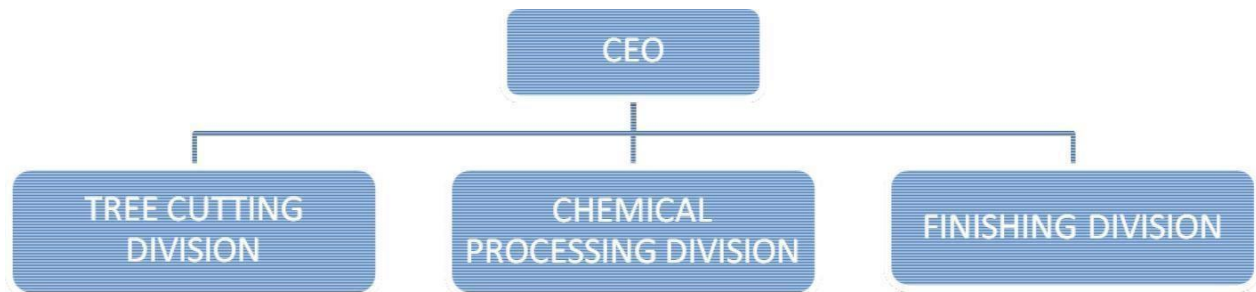 CEO
TREE CUTTING
DIVISION
CHEMICAL
PROCESSING DIVISION
FINISHING DIVISION